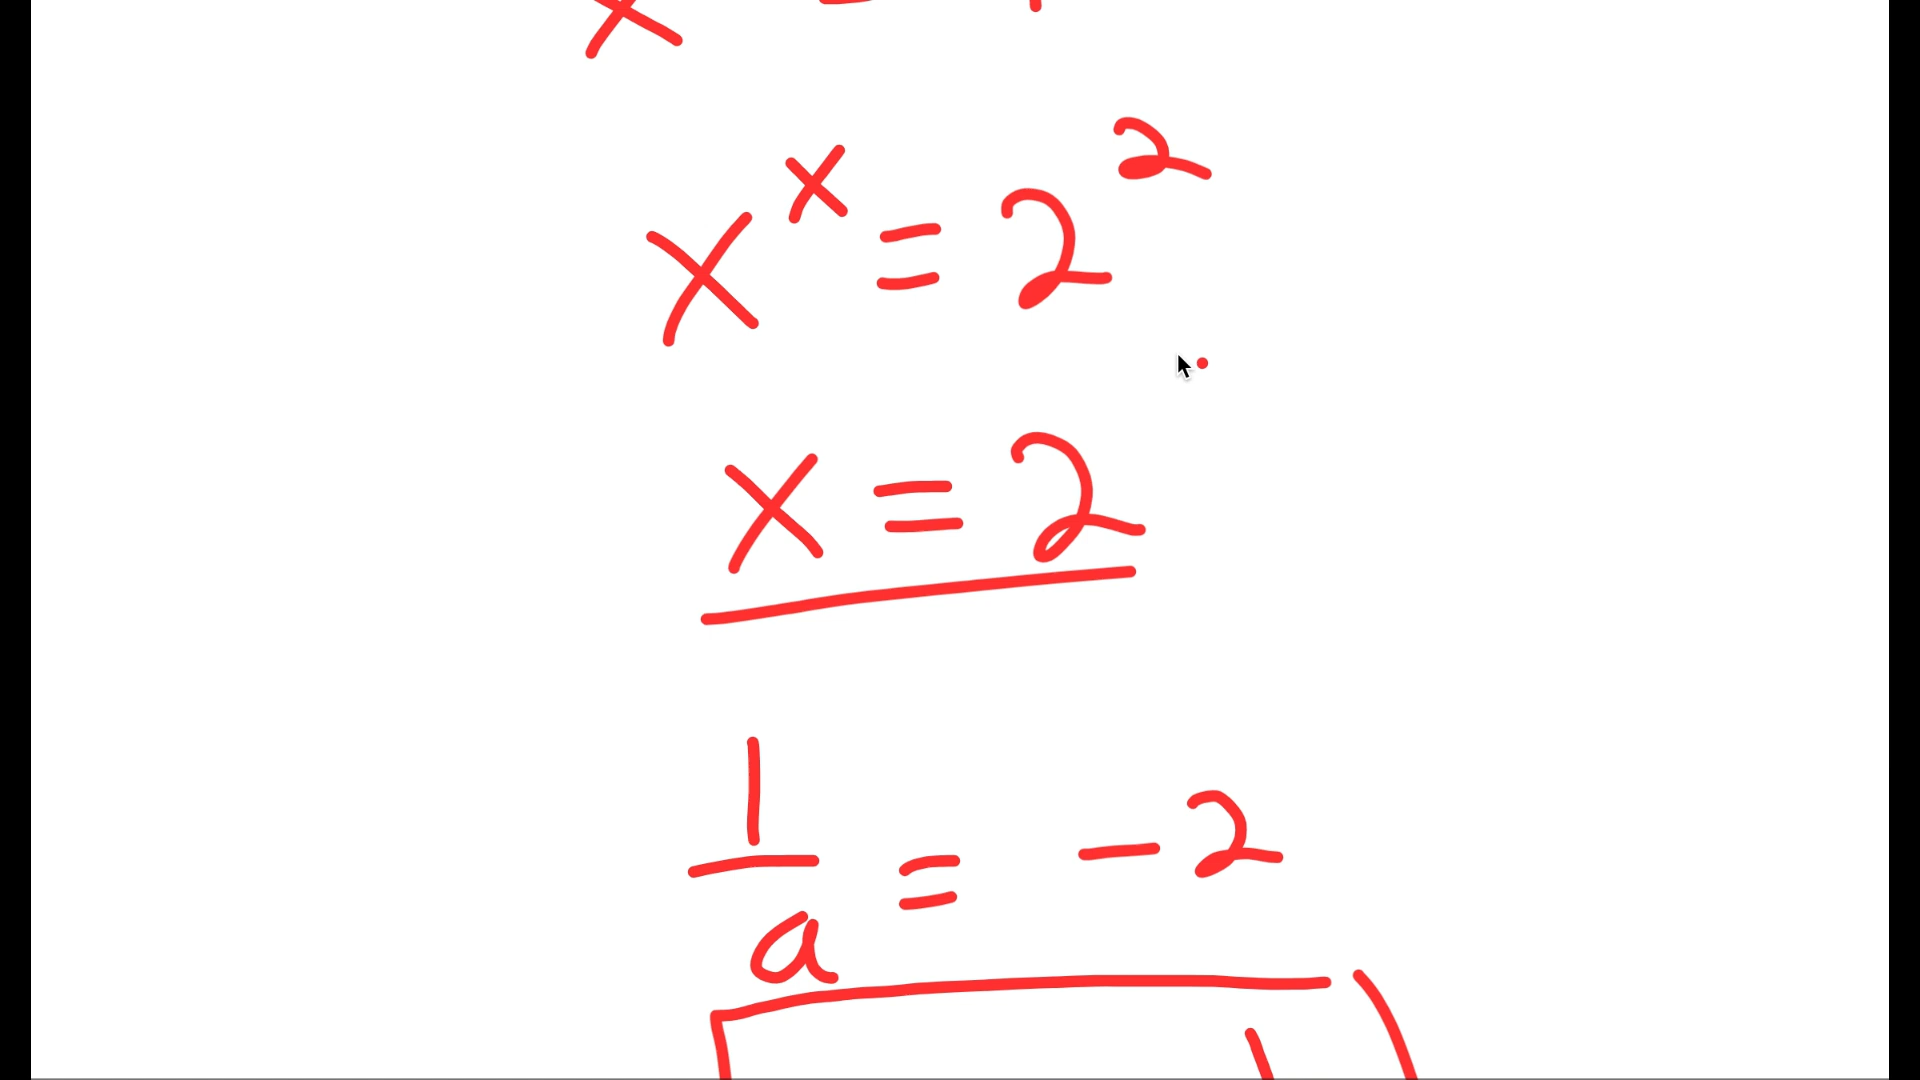 x^x = 2^2
x = 2
1/a = -2